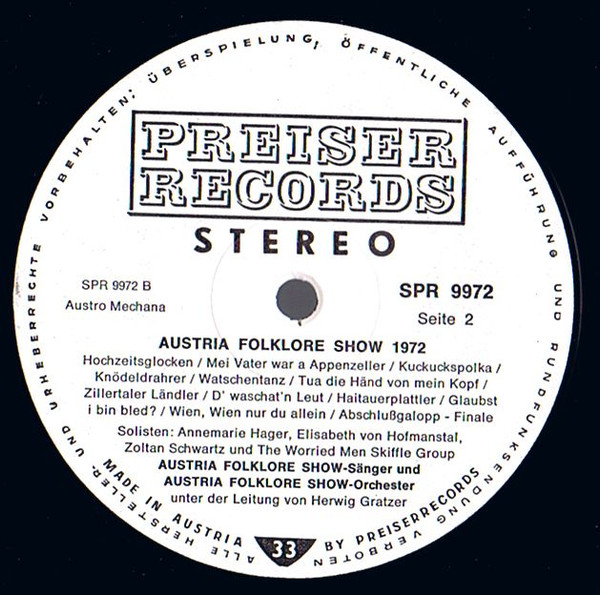 ALLE HERSTELLER- UND URHEBERRECHTE VORBEHALTEN; ÜBERSPIELUNG, ÖFFENTLICHE AUFFÜHRUNG UND RUNDFUNKSENDUNG VERBOTEN
PREISER
RECORDS
STEREO
SPR 9972 B
Austro Mechana
SPR 9972
Seite 2
AUSTRIA FOLKLORE SHOW 1972
Hochzeitsglocken / Mei Vater war a Appenzeller / Kuckuckspolka /
Knödeldrahrer / Watschentanz / Tua die Händ von mein Kopf /
Zillertaler Ländler / D' waschat'n Leut / Haitauerplattler / Glaubst
i bin bled? / Wien, Wien nur du allein / Abschlußgalopp - Finale
Solisten: Annemarie Hager, Elisabeth von Hofmanstal,
Zoltan Schwartz und The Worried Men Skiffle Group
AUSTRIA FOLKLORE SHOW-Sänger und
AUSTRIA FOLKLORE SHOW-Orchester
unter der Leitung von Herwig Gratzer
MADE IN AUSTRIA
33
BY PREISERRECORDS